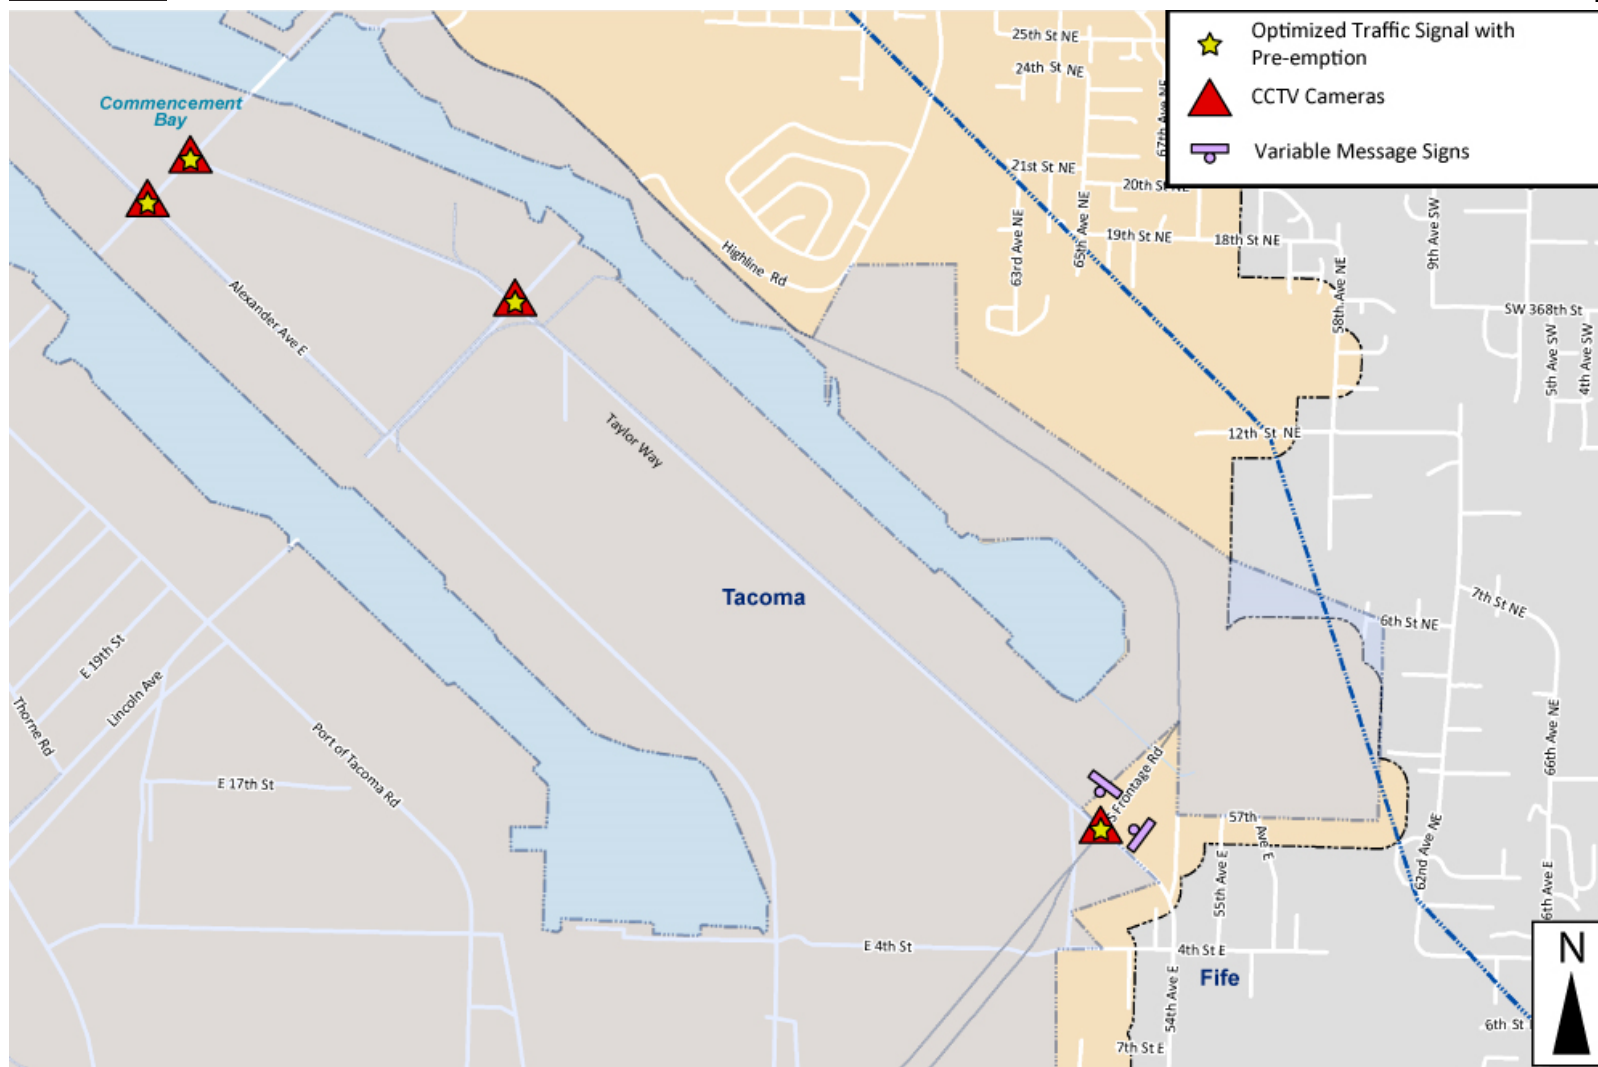 Optimized Traffic Signal with
Pre-emption
CCTV Cameras
Variable Message Signs
25th St NE
24th St NE
67th Ave NE
Commencement
Bay
21st St NE
20th St NE
65th Ave NE
63rd Ave NE
19th St NE
18th St NE
9th Ave SW
Highline Rd
58th Ave NE
SW 368th St
5th Ave SW
4th Ave SW
Alexander Ave E
Taylor Way
12th St NE
Tacoma
7th St NE
6th St NE
E 19th St
Lincoln Ave
Thorne Rd
Port of Tacoma Rd
66th Ave NE
E 17th St
S Frontage Rd
57th
Ave E
62nd Ave NE
55th Ave E
6th Ave E
E 4th St
4th St E
Fife
54th Ave E
7th St E
6th St
N